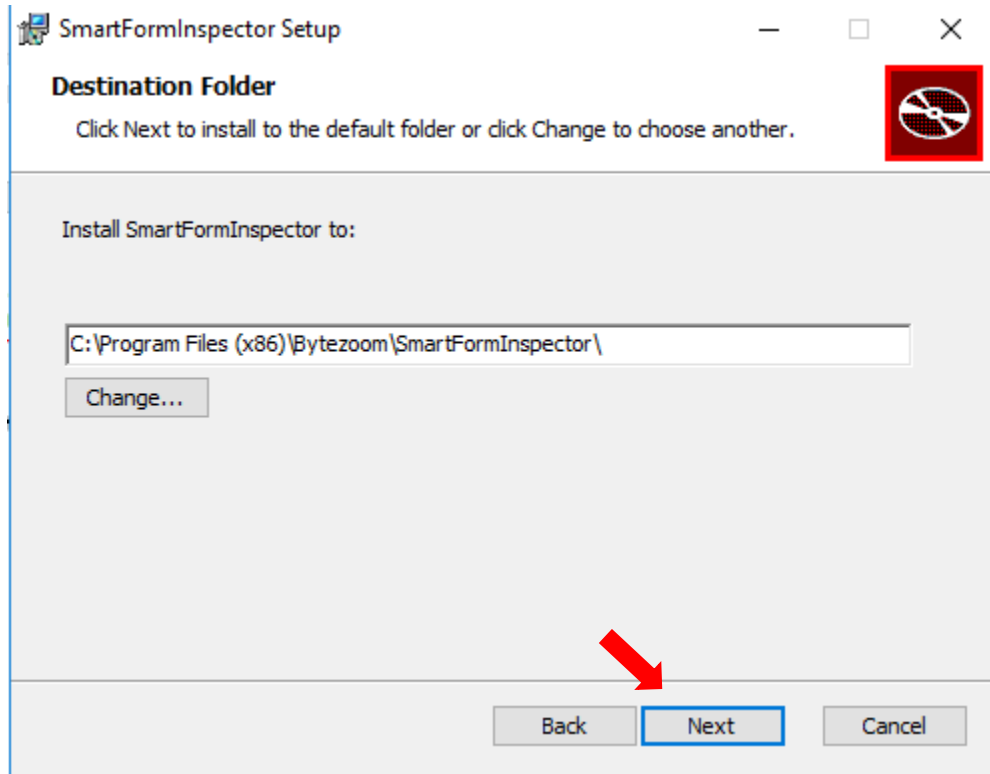 SmartFormInspector Setup
Destination Folder
Click Next to install to the default folder or click Change to choose another.
Install SmartFormInspector to:
C:\Program Files (x86)\Bytezoom\SmartFormInspector\
Change...
Back Next Cancel